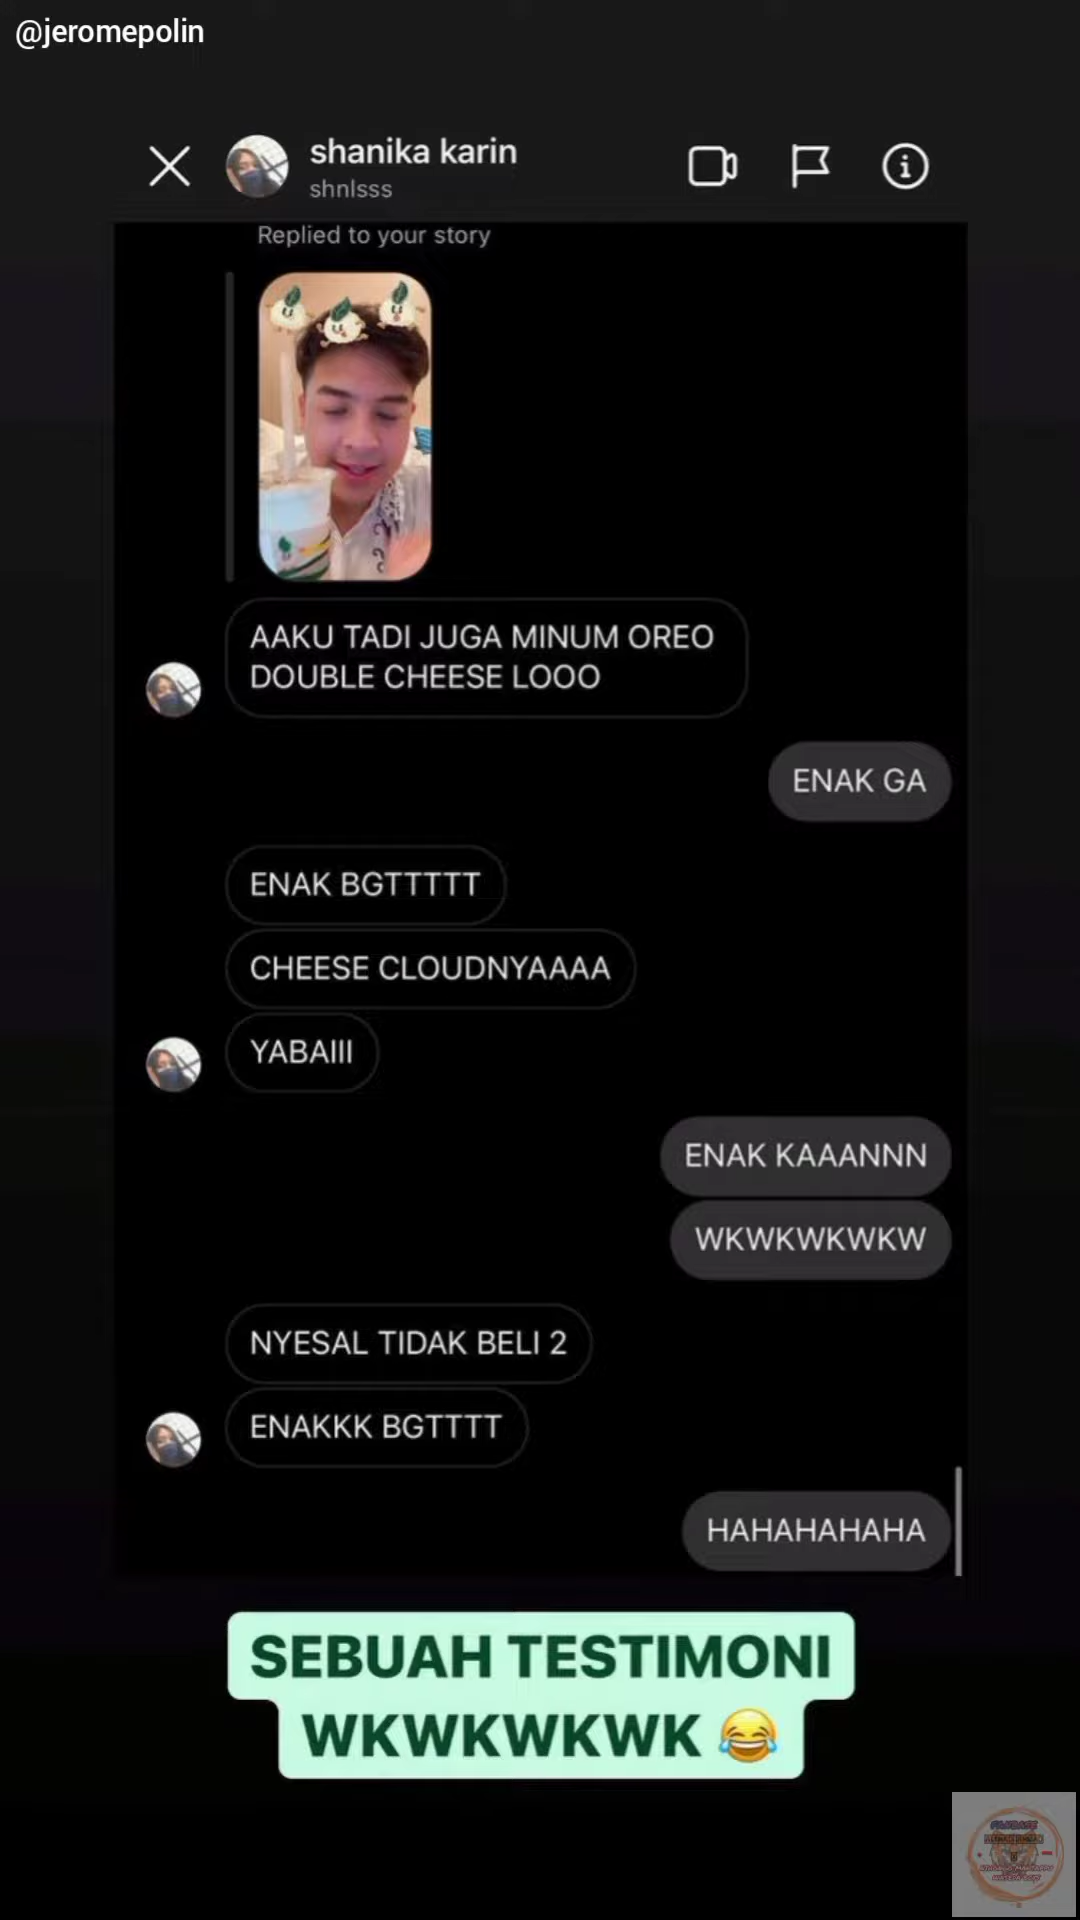 @jeromepolin
shanika karin
shnlsss
Replied to your story
AAKU TADI JUGA MINUM OREO
DOUBLE CHEESE LOOO
ENAK GA
ENAK BGTTTTT
CHEESE CLOUDNYAAAA
YABAIII
ENAK KAAANNN
WKWKWKWKW
NYESAL TIDAK BELI 2
ENAKKK BGTTTT
HAHAHAHAHA
SEBUAH TESTIMONI
WKWKWKWK 😂
FANBASE